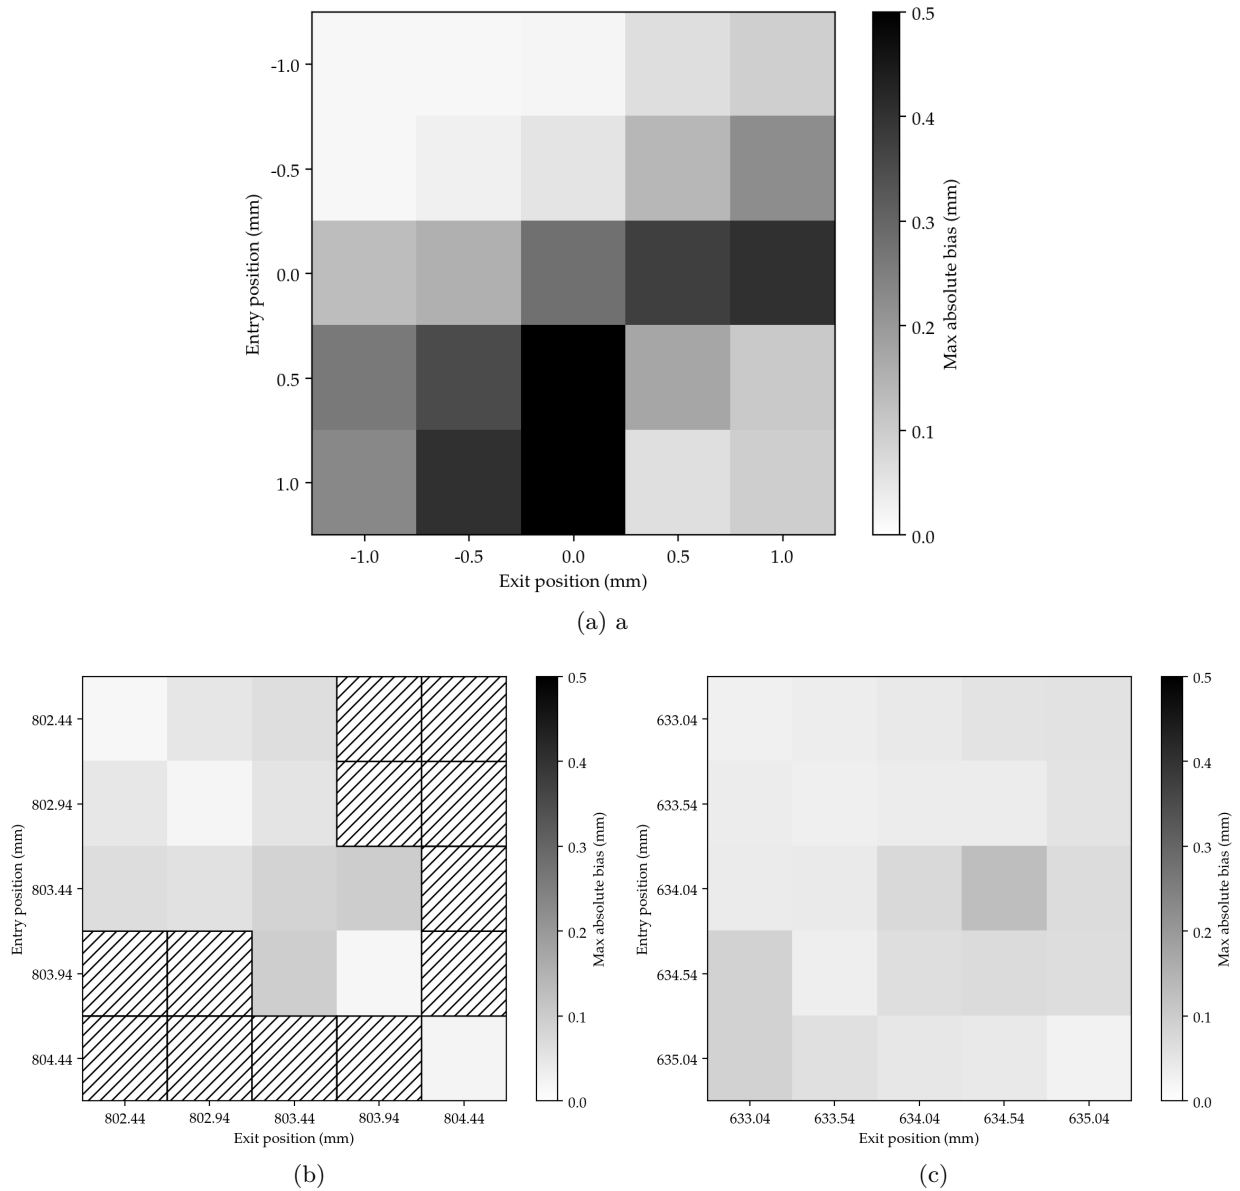 -1.0
-0.5
0.0
0.5
1.0
Entry position (mm)
-1.0 -0.5 0.0 0.5 1.0
Exit position (mm)
0.5
0.4
0.3
0.2
0.1
0.0
Max absolute bias (mm)
(a) a
802.44
802.94
803.44
803.94
804.44
Entry position (mm)
802.44 802.94 803.44 803.94 804.44
Exit position (mm)
0.5
0.4
0.3
0.2
0.1
0.0
Max absolute bias (mm)
(b)
633.04
633.54
634.04
634.54
635.04
Entry position (mm)
633.04 633.54 634.04 634.54 635.04
Exit position (mm)
0.5
0.4
0.3
0.2
0.1
0.0
Max absolute bias (mm)
(c)